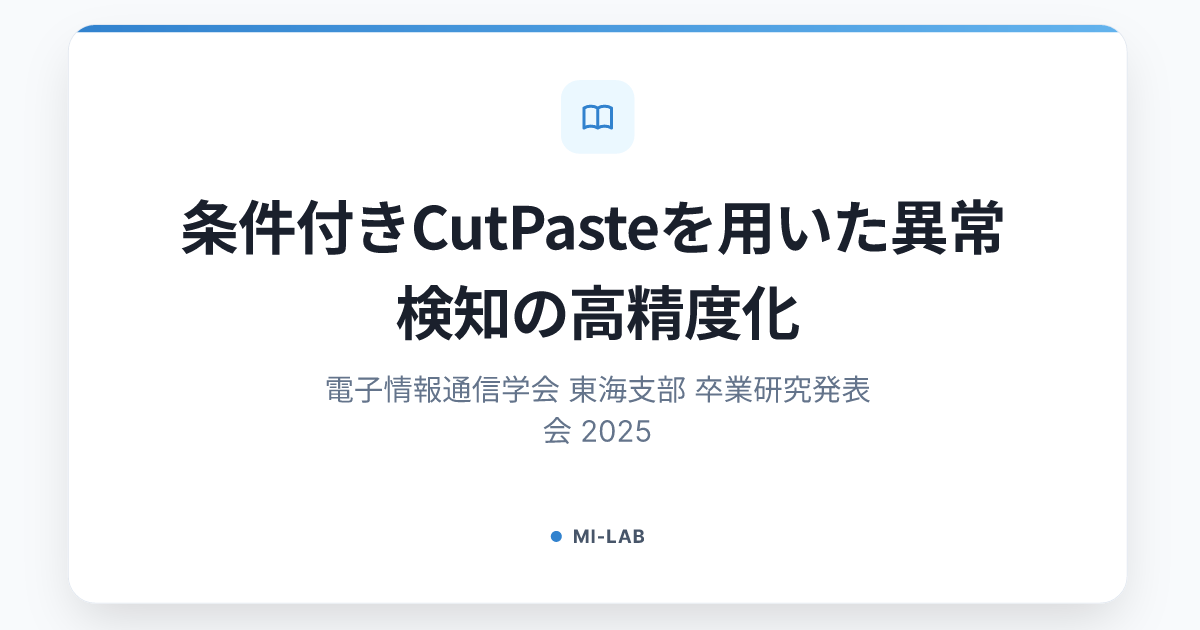 条件付きCutPasteを用いた異常
検知の高精度化
電子情報通信学会 東海支部 卒業研究発表
会 2025
MI-LAB